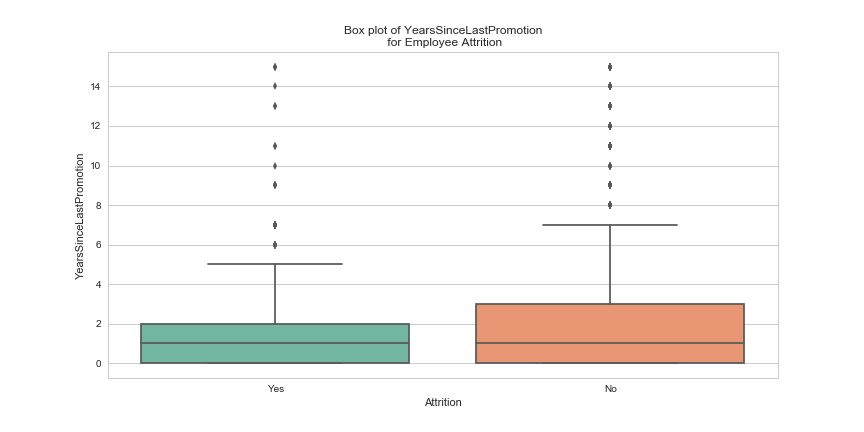 Box plot of YearsSinceLastPromotion
for Employee Attrition
YearsSinceLastPromotion
14
12
10
8
6
4
2
0
Yes
No
Attrition